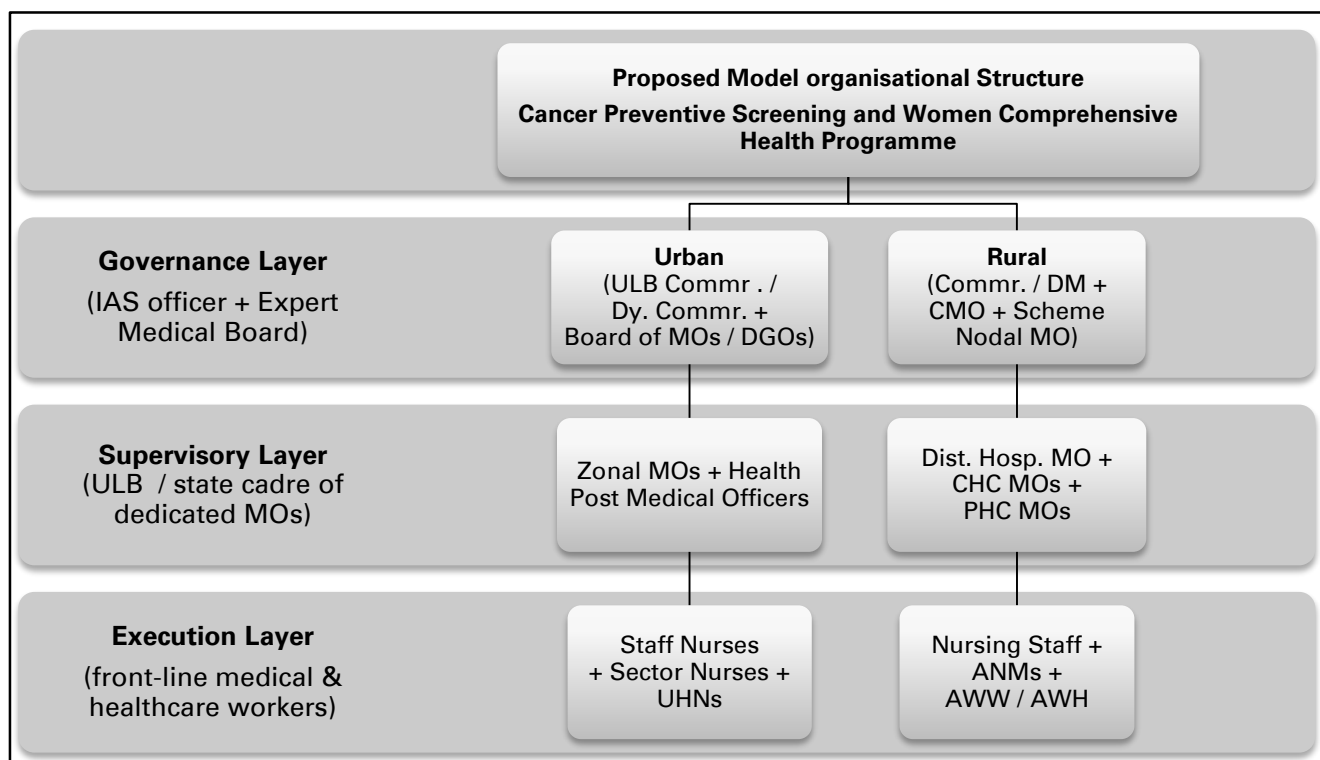 Proposed Model organisational Structure
Cancer Preventive Screening and Women Comprehensive
Health Programme
Governance Layer
(IAS officer + Expert
Medical Board)
Urban
(ULB Commr . /
Dy. Commr. +
Board of MOs / DGOs)
Rural
(Commr. / DM +
CMO + Scheme
Nodal MO)
Supervisory Layer
(ULB / state cadre of
dedicated MOs)
Zonal MOs + Health
Post Medical Officers
Dist. Hosp. MO +
CHC MOs +
PHC MOs
Execution Layer
(front-line medical &
healthcare workers)
Staff Nurses
+ Sector Nurses +
UHNs
Nursing Staff +
ANMs +
AWW / AWH